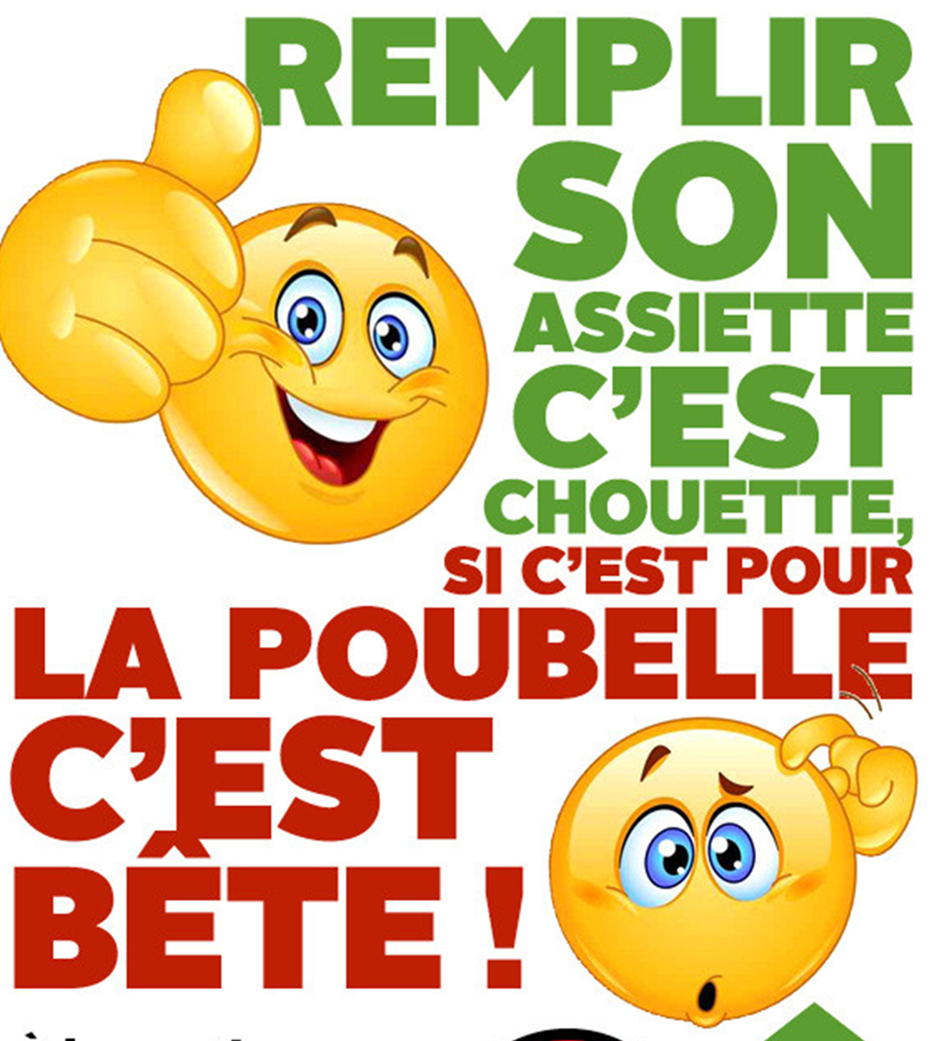 REMPLIR
SON
ASSIETTE
C’EST
CHOUETTE,
SI C’EST POUR
LA POUBELLE
C’EST
BÊTE !